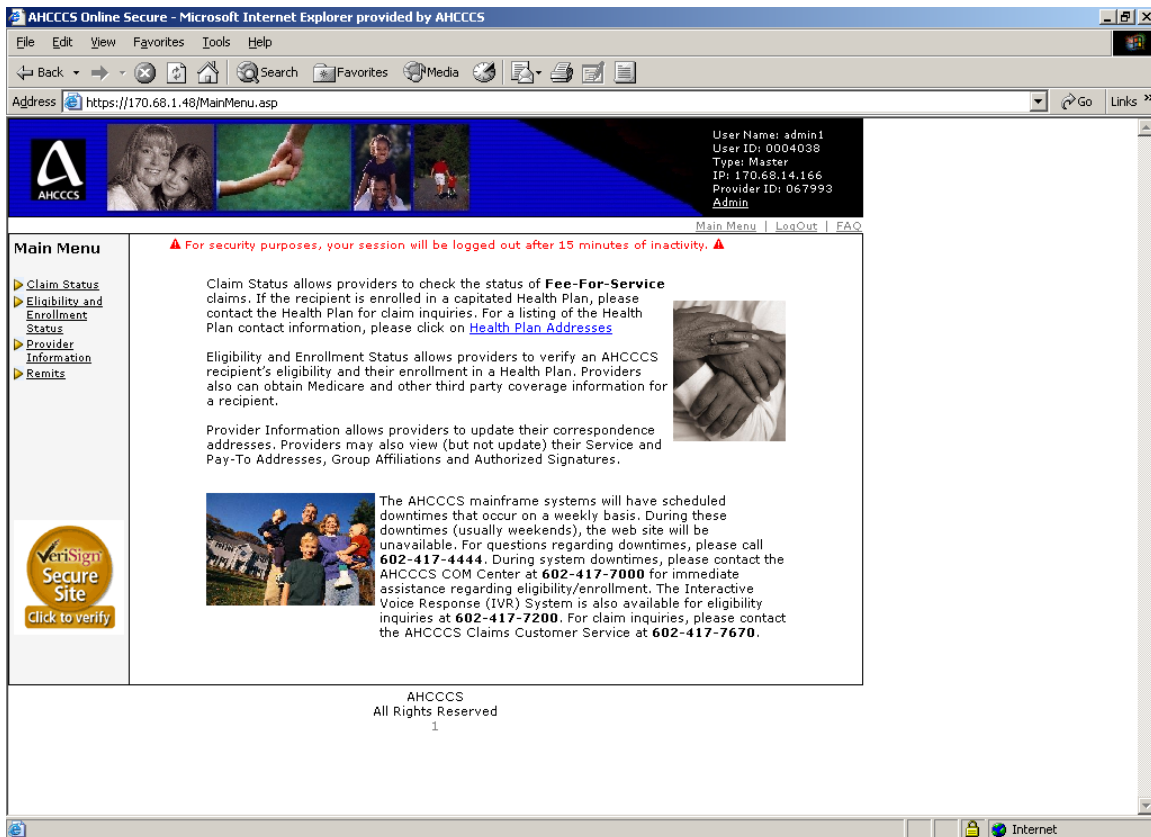 AHCCCS Online Secure - Microsoft Internet Explorer provided by AHCCCS
File Edit View Favorites Tools Help
Back Search Favorites Media
Address https://170.68.1.48/MainMenu.asp Go Links »
AHCCCS
User Name: admin1
User ID: 0004038
Type: Master
IP: 170.68.14.166
Provider ID: 067993
Admin
Main Menu | LogOut | FAQ
Main Menu
Claim Status
Eligibility and
Enrollment
Status
Provider
Information
Remits
VeriSign
Secure
Site
Click to verify
For security purposes, your session will be logged out after 15 minutes of inactivity.
Claim Status allows providers to check the status of Fee-For-Service
claims. If the recipient is enrolled in a capitated Health Plan, please
contact the Health Plan for claim inquiries. For a listing of the Health
Plan contact information, please click on Health Plan Addresses
Eligibility and Enrollment Status allows providers to verify an AHCCCS
recipient's eligibility and their enrollment in a Health Plan. Providers
also can obtain Medicare and other third party coverage information for
a recipient.
Provider Information allows providers to update their correspondence
addresses. Providers may also view (but not update) their Service and
Pay-To Addresses, Group Affiliations and Authorized Signatures.
The AHCCCS mainframe systems will have scheduled
downtimes that occur on a weekly basis. During these
downtimes (usually weekends), the web site will be
unavailable. For questions regarding downtimes, please call
602-417-4444. During system downtimes, please contact the
AHCCCS COM Center at 602-417-7000 for immediate
assistance regarding eligibility/enrollment. The Interactive
Voice Response (IVR) System is also available for eligibility
inquiries at 602-417-7200. For claim inquiries, please contact
the AHCCCS Claims Customer Service at 602-417-7670.
AHCCCS
All Rights Reserved
1
Internet